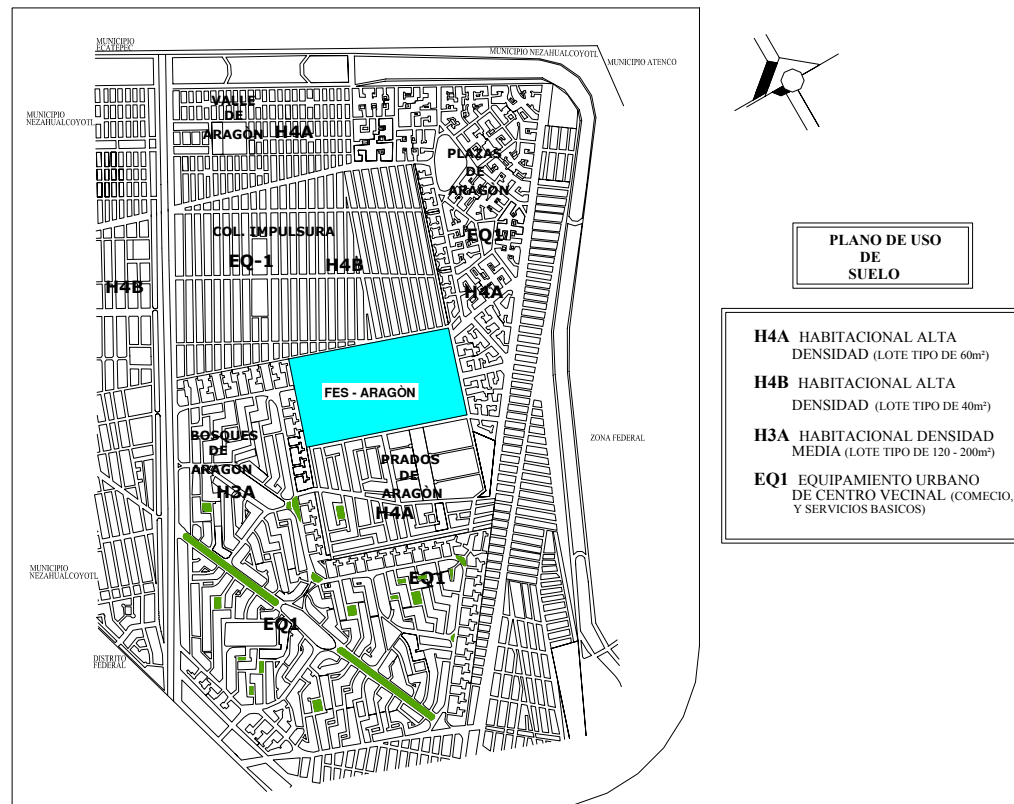 MUNICIPIO
ECATEPEC
MUNICIPIO NEZAHUALCOYOTL
MUNICIPIO ATENCO
MUNICIPIO
NEZAHUALCOYOTL
VALLE
DE
ARAGÓN H4A
PLAZAS
DE
ARAGÓN
COL. IMPULSURA
EQ1
EQ-1
H4B
H4B
H4A
FES - ARAGÒN
BOSQUES
DE
ARAGÒN
H3A
PRADOS
DE
ARAGÒN
H4A
ZONA FEDERAL
MUNICIPIO
NEZAHUALCOYOTL
EQ1
EQ1
DISTRITO
FEDERAL
PLANO DE USO
DE
SUELO
H4A HABITACIONAL ALTA
DENSIDAD (LOTE TIPO DE 60m²)
H4B HABITACIONAL ALTA
DENSIDAD (LOTE TIPO DE 40m²)
H3A HABITACIONAL DENSIDAD
MEDIA (LOTE TIPO DE 120 - 200m²)
EQ1 EQUIPAMIENTO URBANO
DE CENTRO VECINAL (COMECIO,
Y SERVICIOS BASICOS)